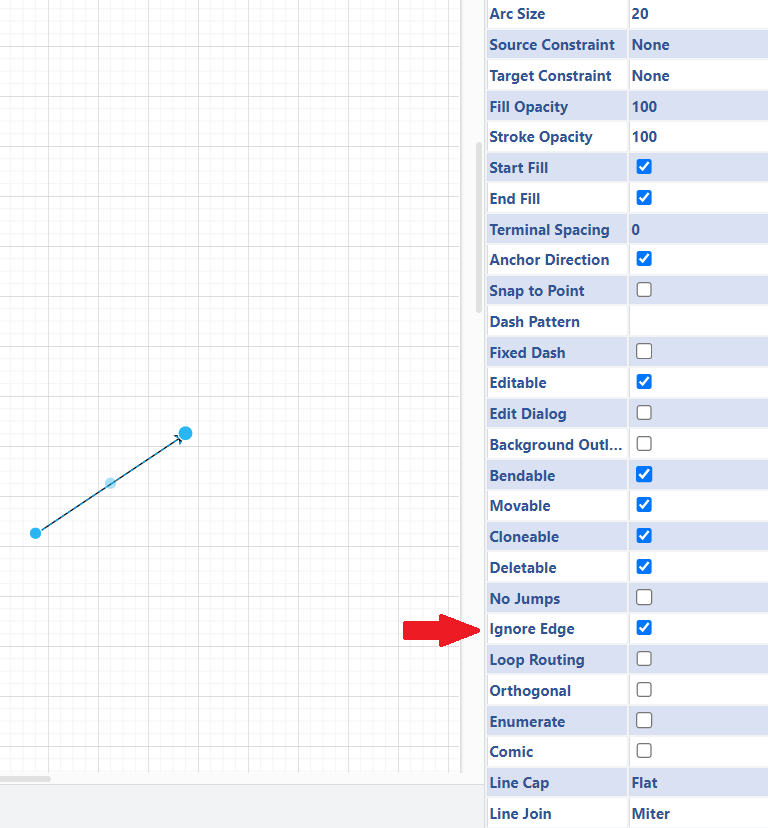 Arc Size 20
Source Constraint None
Target Constraint None
Fill Opacity 100
Stroke Opacity 100
Start Fill
End Fill
Terminal Spacing 0
Anchor Direction
Snap to Point
Dash Pattern
Fixed Dash
Editable
Edit Dialog
Background Outl...
Bendable
Movable
Cloneable
Deletable
No Jumps
Ignore Edge
Loop Routing
Orthogonal
Enumerate
Comic
Line Cap Flat
Line Join Miter